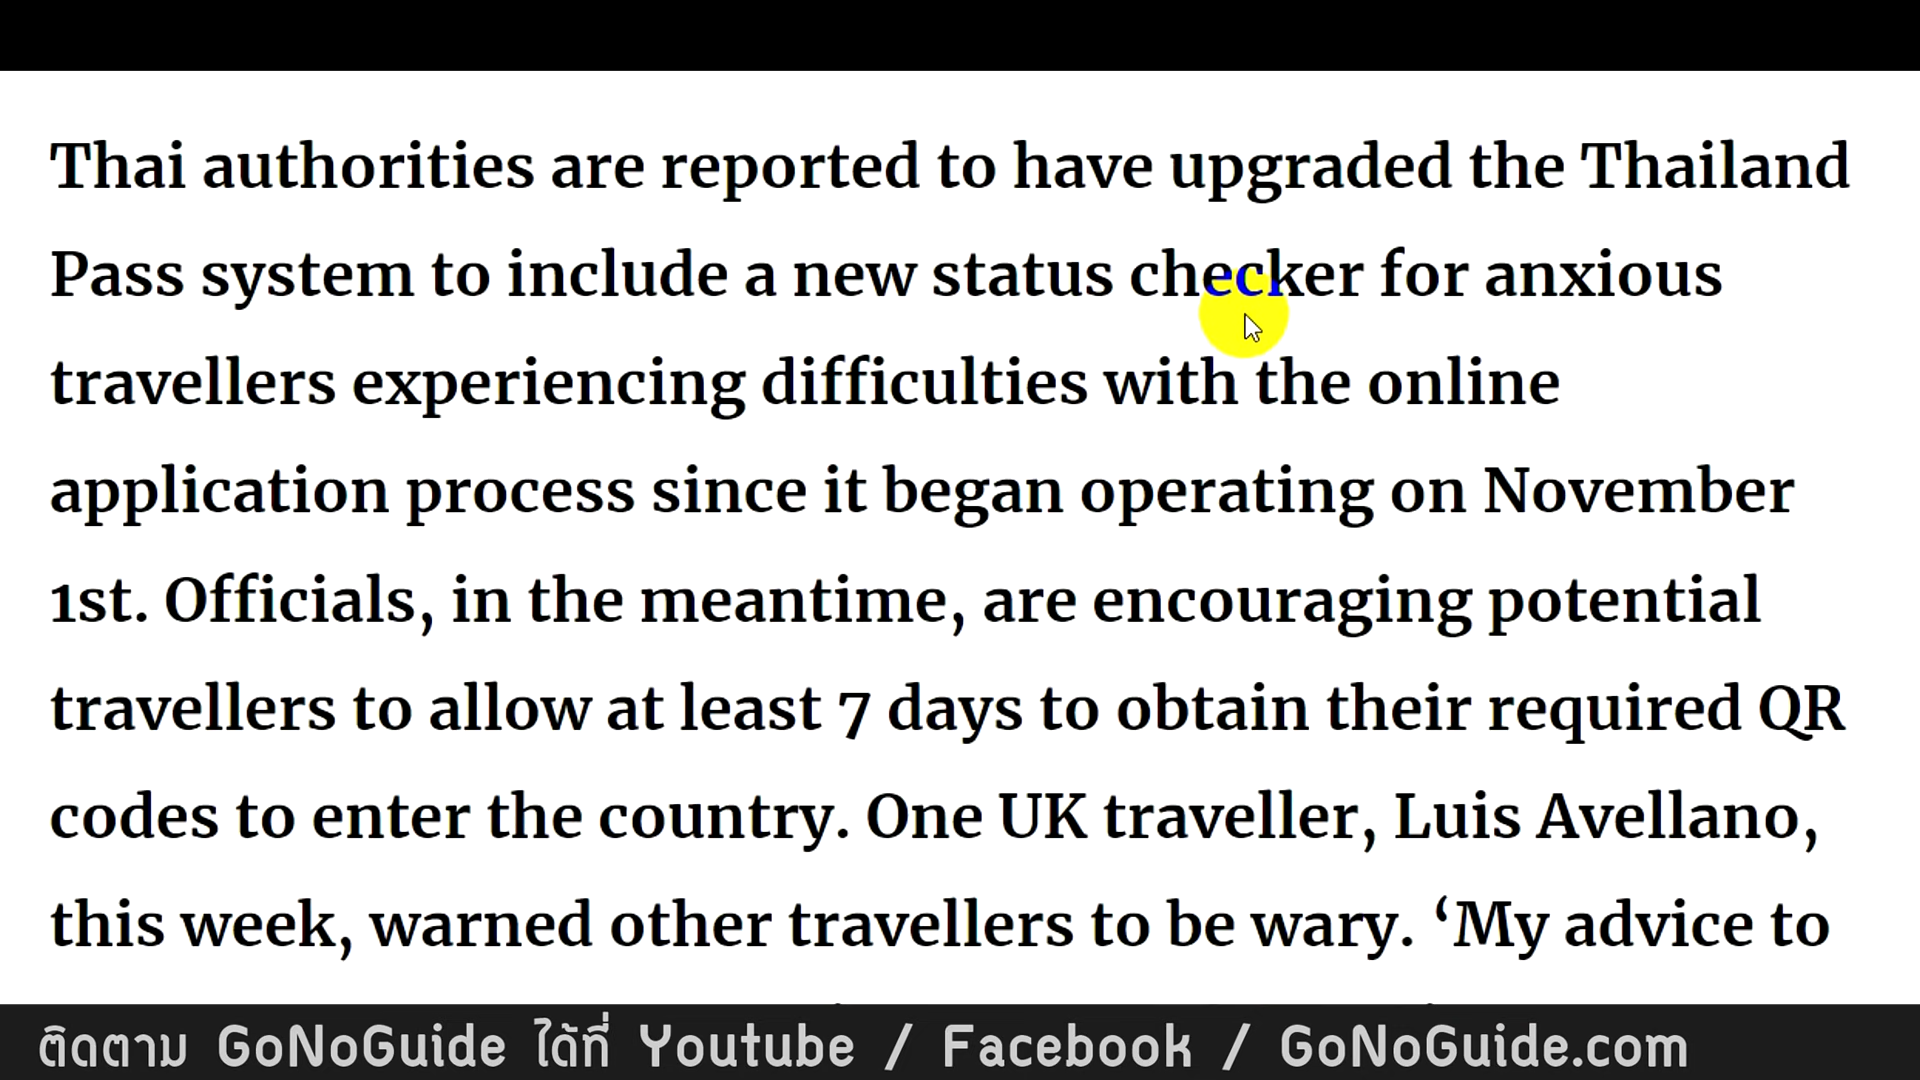 Thai authorities are reported to have upgraded the Thailand
Pass system to include a new status checker for anxious
travellers experiencing difficulties with the online
application process since it began operating on November
1st. Officials, in the meantime, are encouraging potential
travellers to allow at least 7 days to obtain their required QR
codes to enter the country. One UK traveller, Luis Avellano,
this week, warned other travellers to be wary. ‘My advice to
ติดตาม GoNoGuide ได้ที่ Youtube / Facebook / GoNoGuide.com